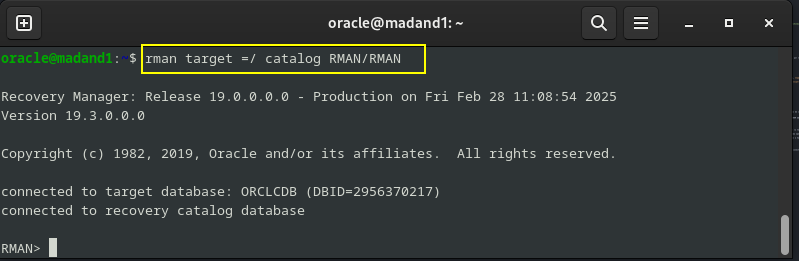 oracle@madand1: ~
oracle@madand1:~$ rman target =/ catalog RMAN/RMAN
Recovery Manager: Release 19.0.0.0.0 - Production on Fri Feb 28 11:08:54 2025
Version 19.3.0.0.0
Copyright (c) 1982, 2019, Oracle and/or its affiliates.  All rights reserved.
connected to target database: ORCLCDB (DBID=2956370217)
connected to recovery catalog database
RMAN>